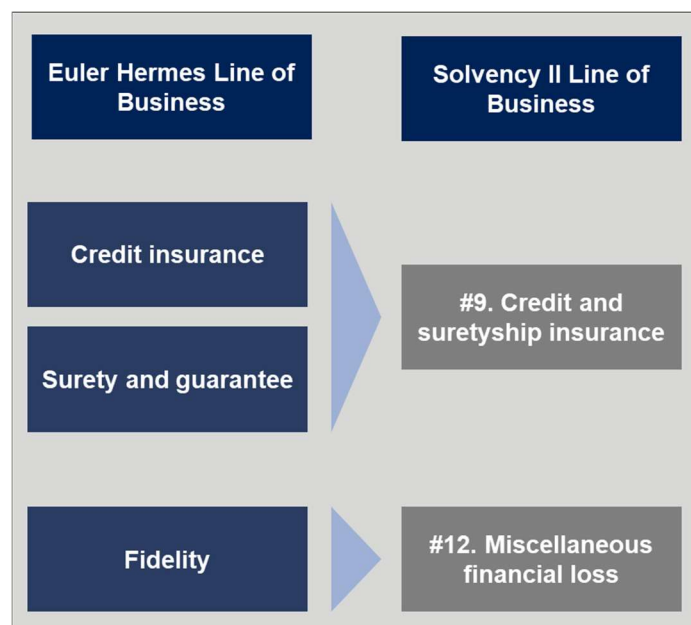 Euler Hermes Line of
Business
Solvency II Line of
Business
Credit insurance
Surety and guarantee
#9. Credit and
suretyship insurance
Fidelity
#12. Miscellaneous
financial loss